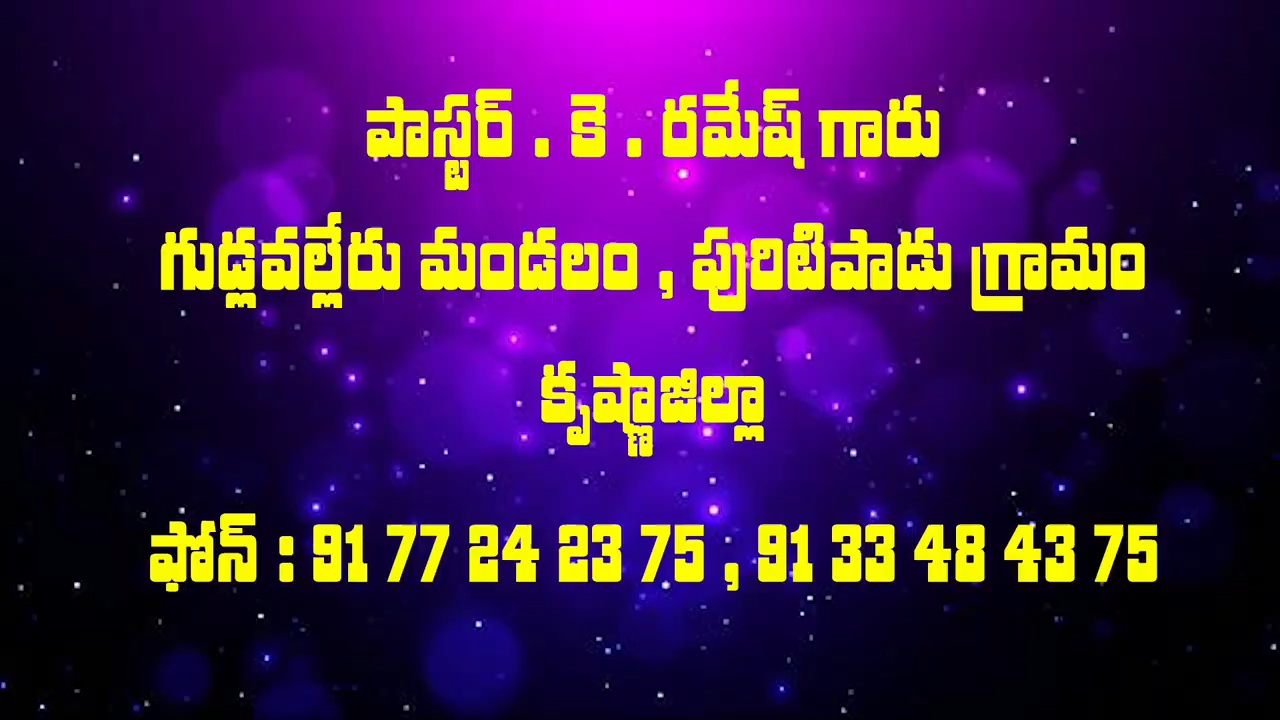 పాస్టర్ . కె . రమేష్ గారు
గుడ్లవల్లేరు మండలం , పురిటిపాడు గ్రామం
కృష్ణాజిల్లా
ఫోన్ : 91 77 24 23 75 , 91 33 48 43 75